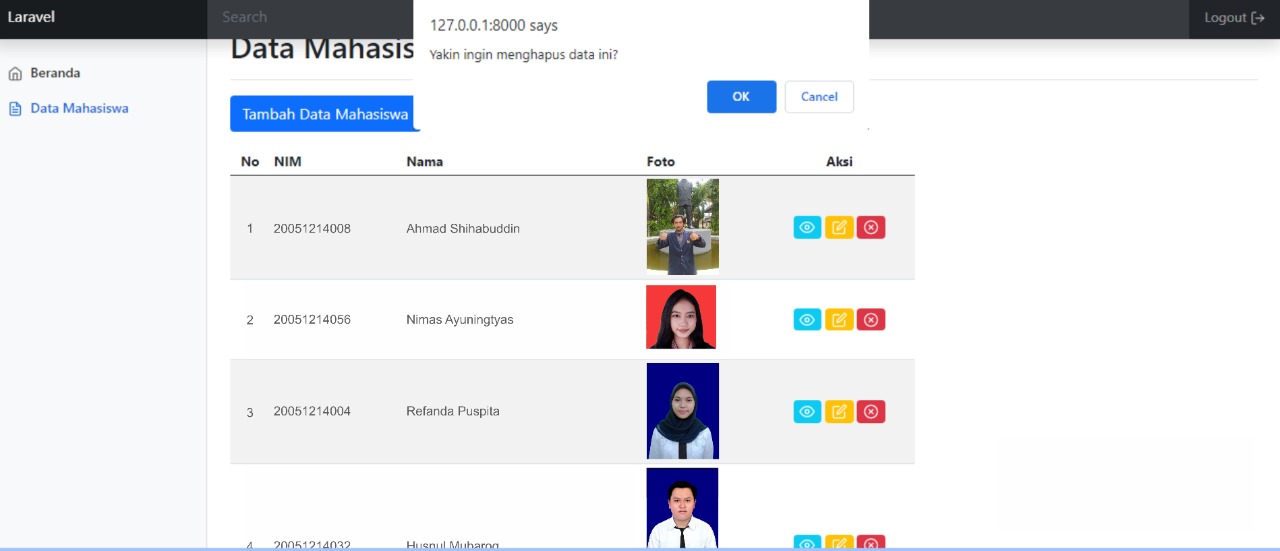 Laravel
Search
Logout
127.0.0.1:8000 says
Yakin ingin menghapus data ini?
OK Cancel
Data Mahasis
Beranda
Data Mahasiswa
Tambah Data Mahasiswa
No NIM Nama Foto Aksi
1 20051214008 Ahmad Shihabuddin
2 20051214056 Nimas Ayuningtyas
3 20051214004 Refanda Puspita
4 20051214032 Husnul Mubarog